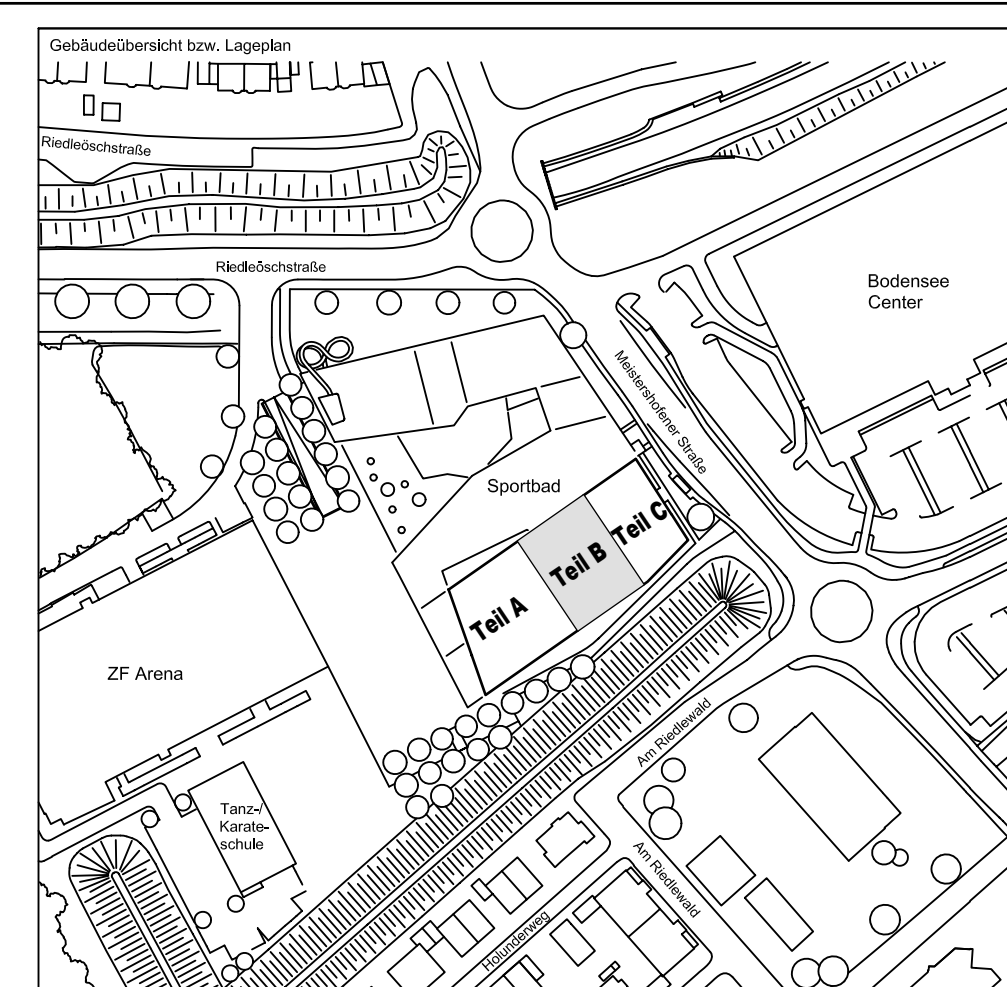 Gebäudeübersicht bzw. Lageplan
Riedleöschstraße
Riedleöschstraße
Bodensee
Center
Meistershofener Straße
Sportbad
Teil C
Teil B
Teil A
ZF Arena
Am Riedlewald
Tanz-/
Karate-
schule
Am Riedlewald
Holunderweg